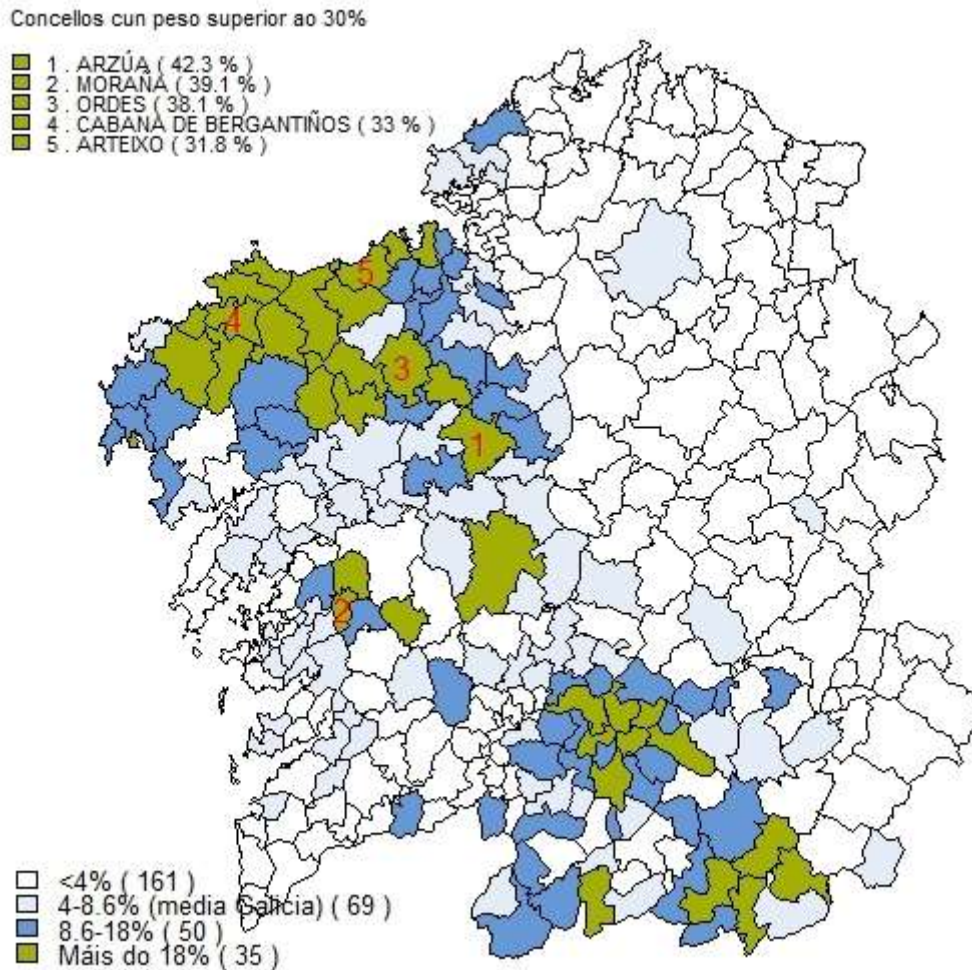 Concellos cun peso superior ao 30%
1 . ARZÚA ( 42.3 % )
2 . MORAÑA ( 39.1 % )
3 . ORDES ( 38.1 % )
4 . CABANA DE BERGANTIÑOS ( 33 % )
5 . ARTEIXO ( 31.8 % )
5
4
3
1
2
<4% ( 161 )
4-8.6% (media Galicia) ( 69 )
8.6-18% ( 50 )
Máis do 18% ( 35 )